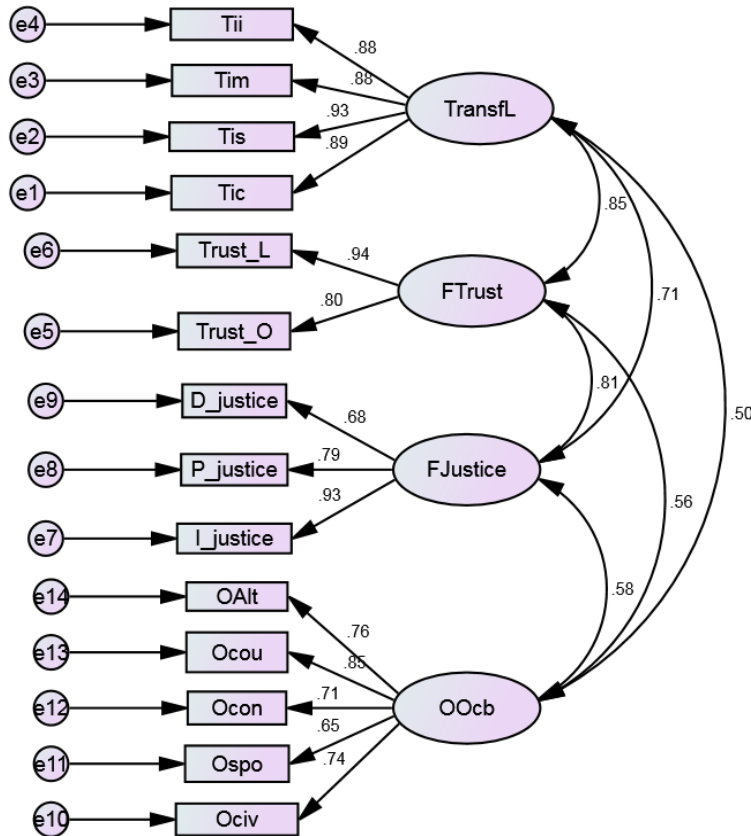 e4 Tii
.88
e3 Tim
.88
TransfL
.93
e2 Tis
.89
e1 Tic
.85
e6 Trust_L
.94
FTrust
.71
.80
e5 Trust_O
.81
e9 D_justice
.68
.50
e8 P_justice
.79
FJustice
.93
.56
e7 I_justice
.58
e14 OAlt
.76
e13 Ocou
.85
e12 Ocon
.71
OOcb
.65
e11 Ospo
.74
e10 Ociv